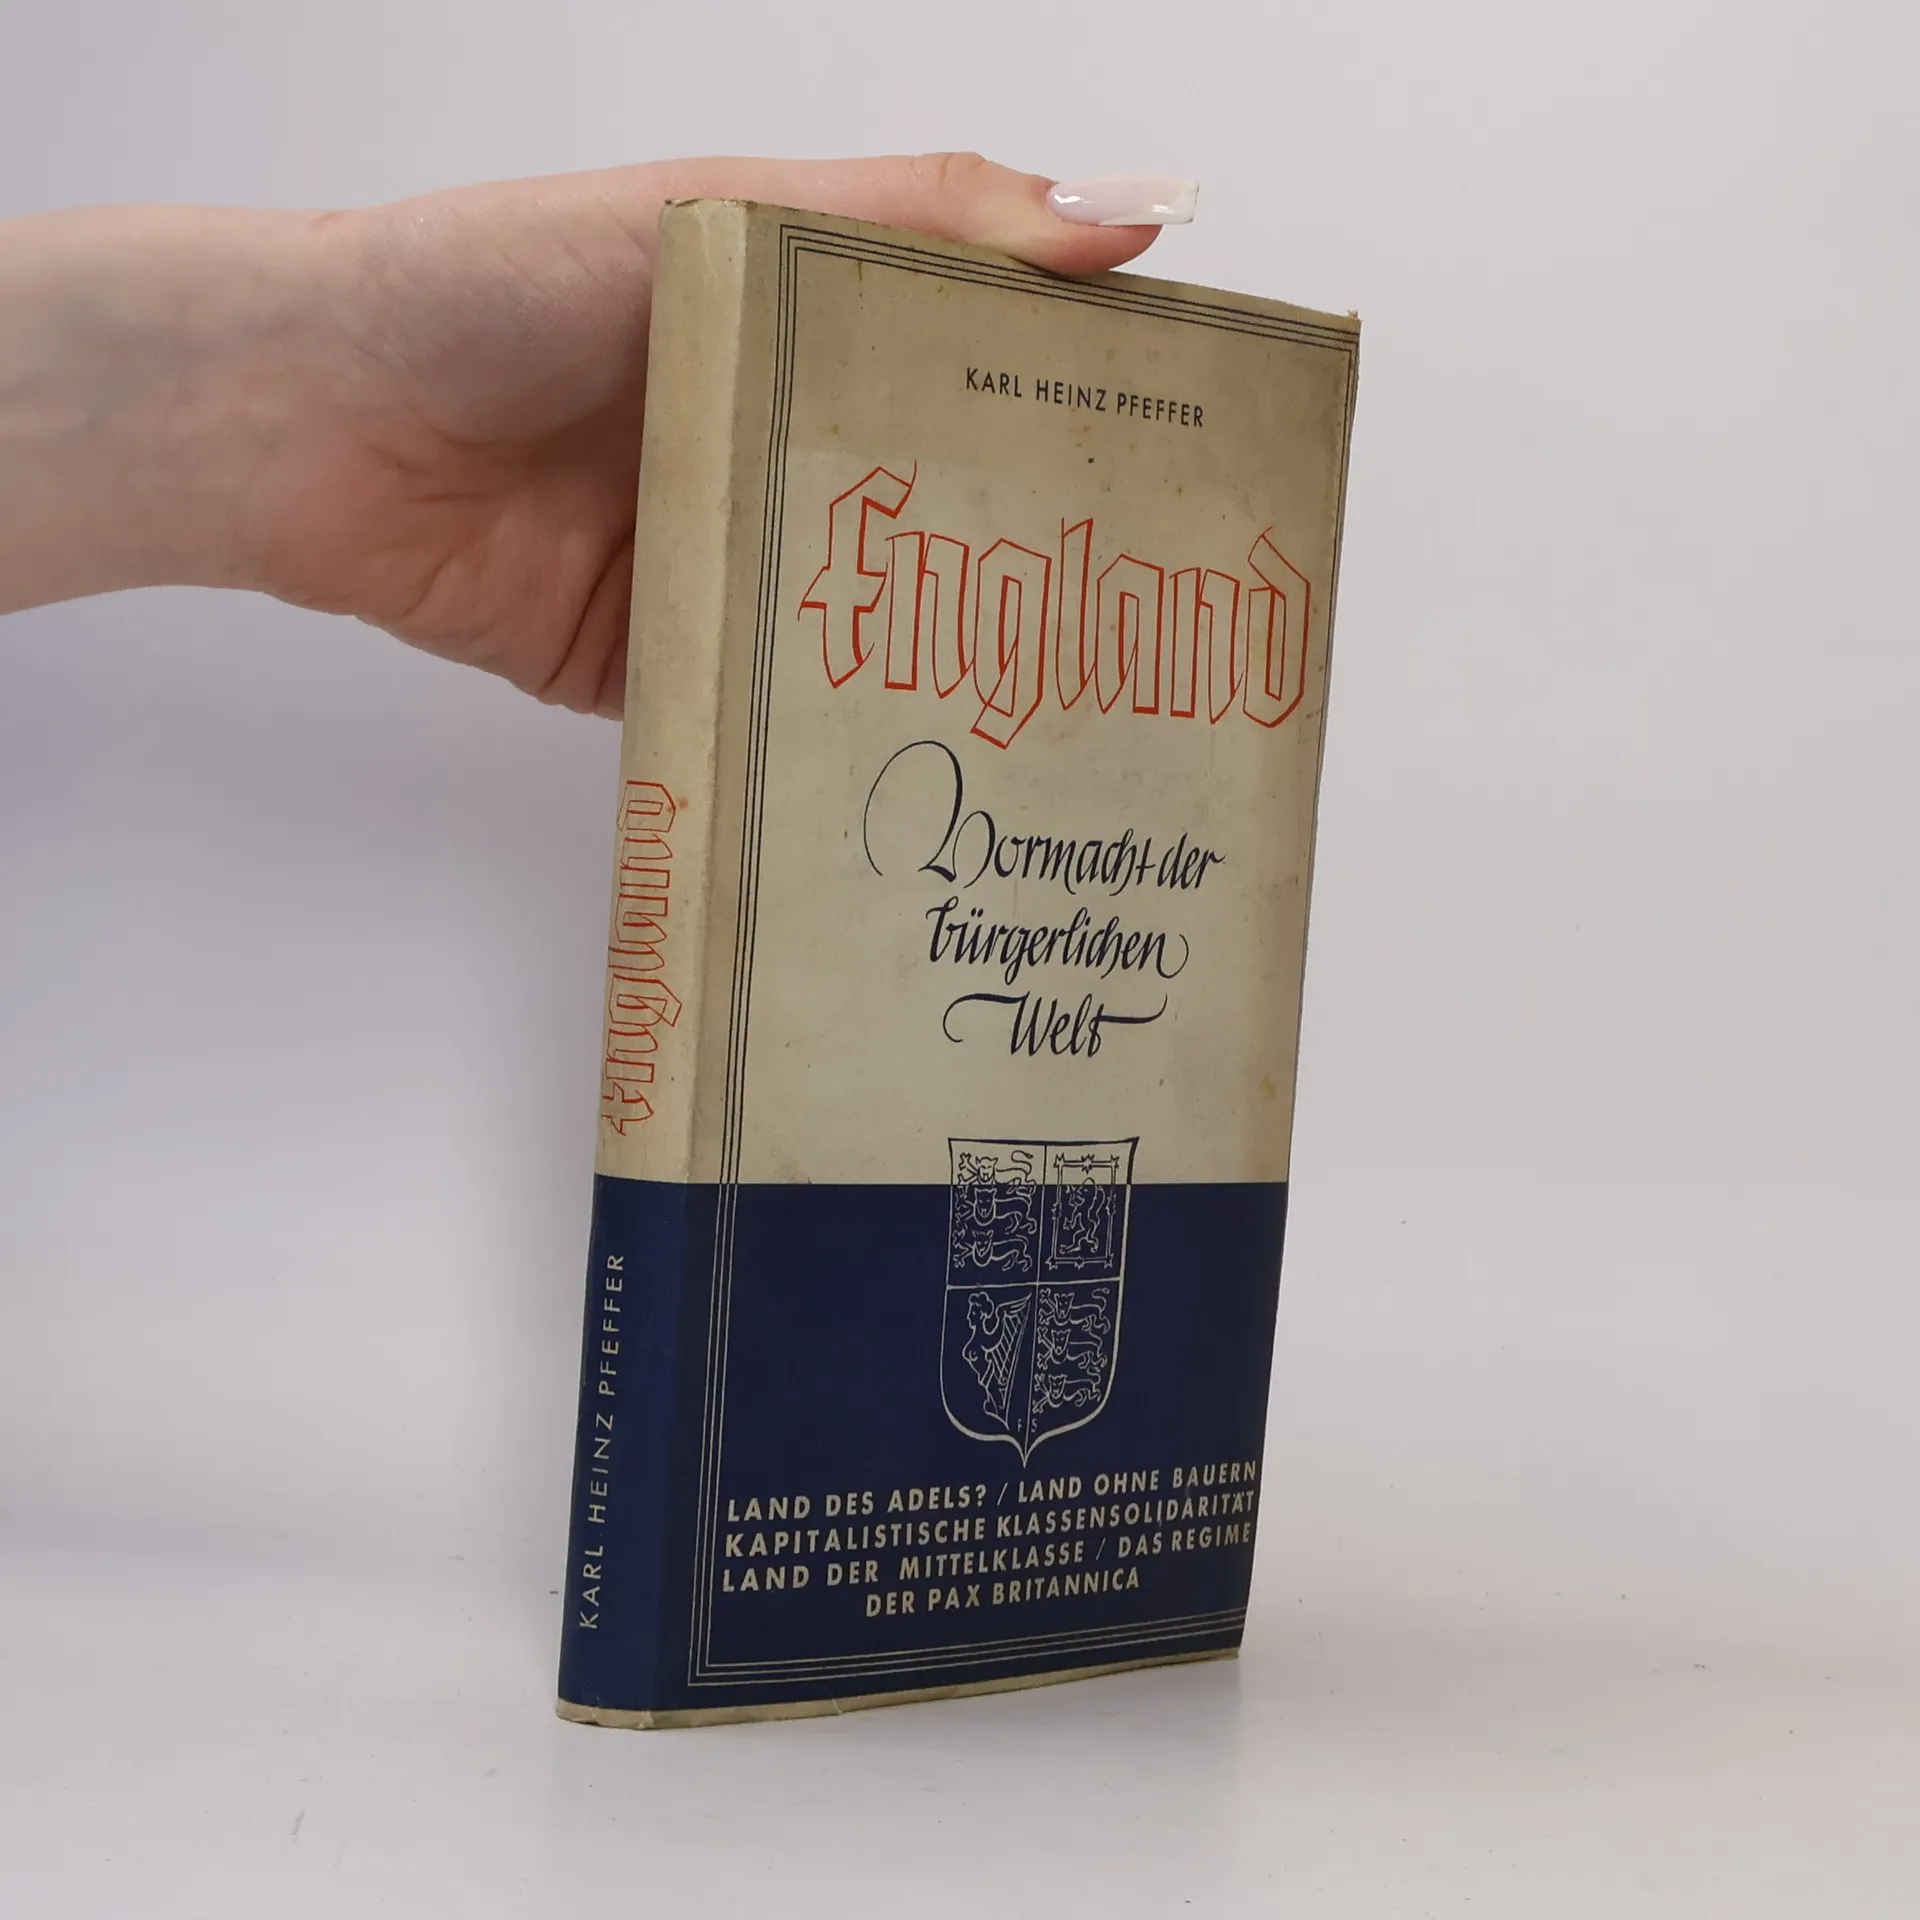 KARL HEINZ PFEFFER
England
Vormacht der
bürgerlichen
Welt
LAND DES ADELS? / LAND OHNE BAUERN
KAPITALISTISCHE KLASSENSOLIDARITÄT
LAND DER MITTELKLASSE / DAS REGIME
DER PAX BRITANNICA
England
KARL HEINZ PFEFFER